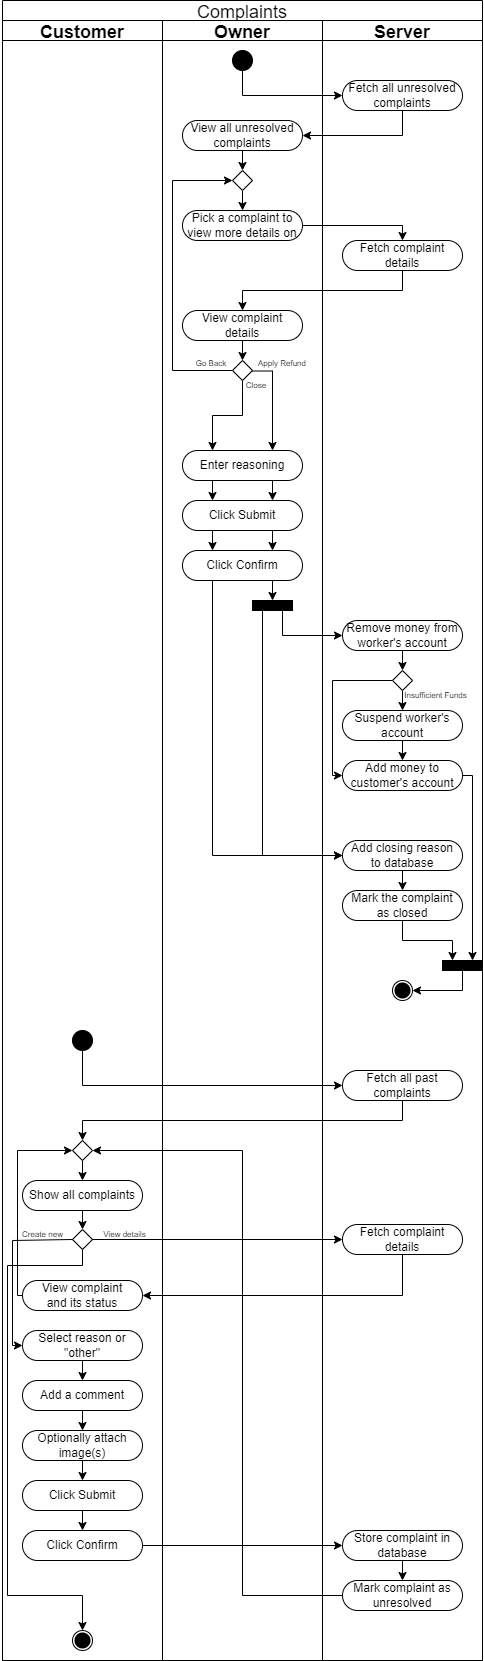 Complaints
Customer
Owner
Server
Fetch all unresolved
complaints
View all unresolved
complaints
Pick a complaint to
view more details on
Fetch complaint
details
View complaint
details
Go Back
Apply Refund
Close
Enter reasoning
Click Submit
Click Confirm
Remove money from
worker's account
Insufficient Funds
Suspend worker's
account
Add money to
customer's account
Add closing reason
to database
Mark the complaint
as closed
Fetch all past
complaints
Show all complaints
Create new
View details
Fetch complaint
details
View complaint
and its status
Select reason or
"other"
Add a comment
Optionally attach
image(s)
Click Submit
Click Confirm
Store complaint in
database
Mark complaint as
unresolved